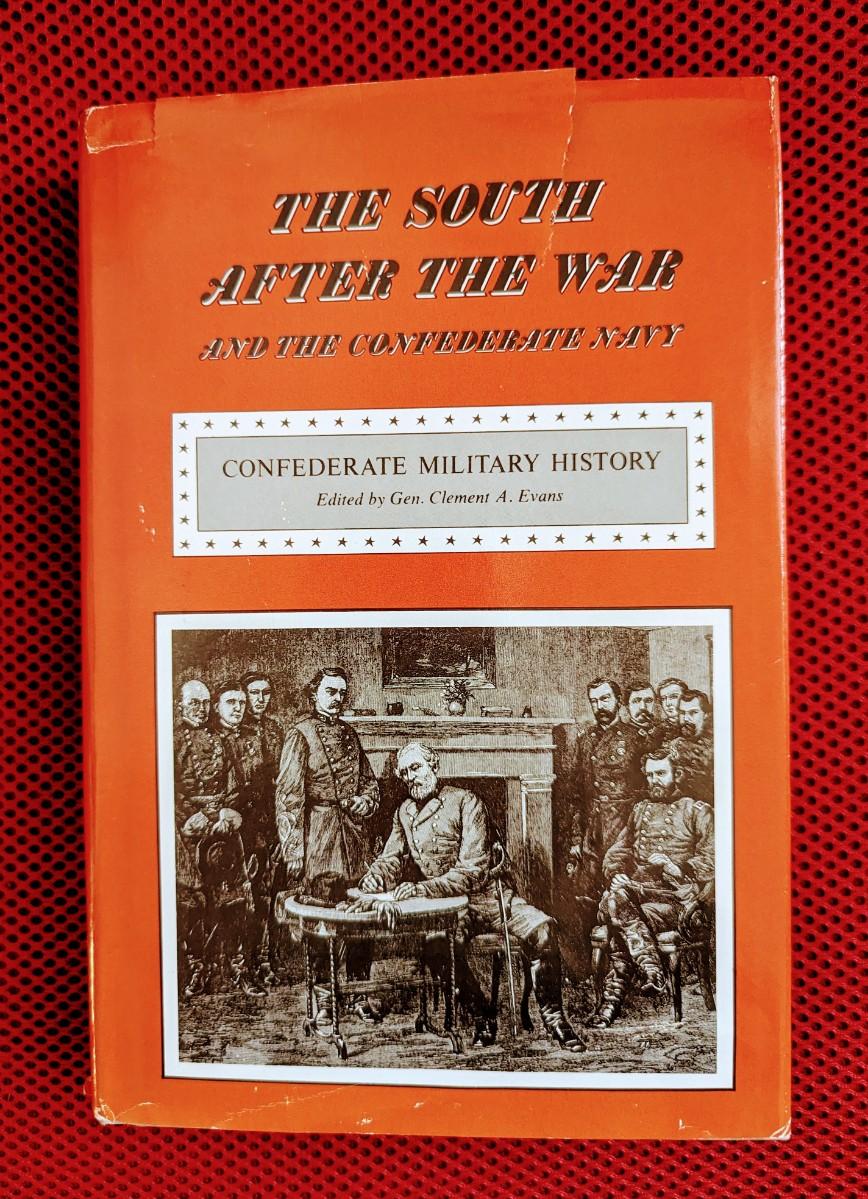 THE SOUTH
AFTER THE WAR
AND THE CONFEDERATE NAVY
CONFEDERATE MILITARY HISTORY
Edited by Gen. Clement A. Evans